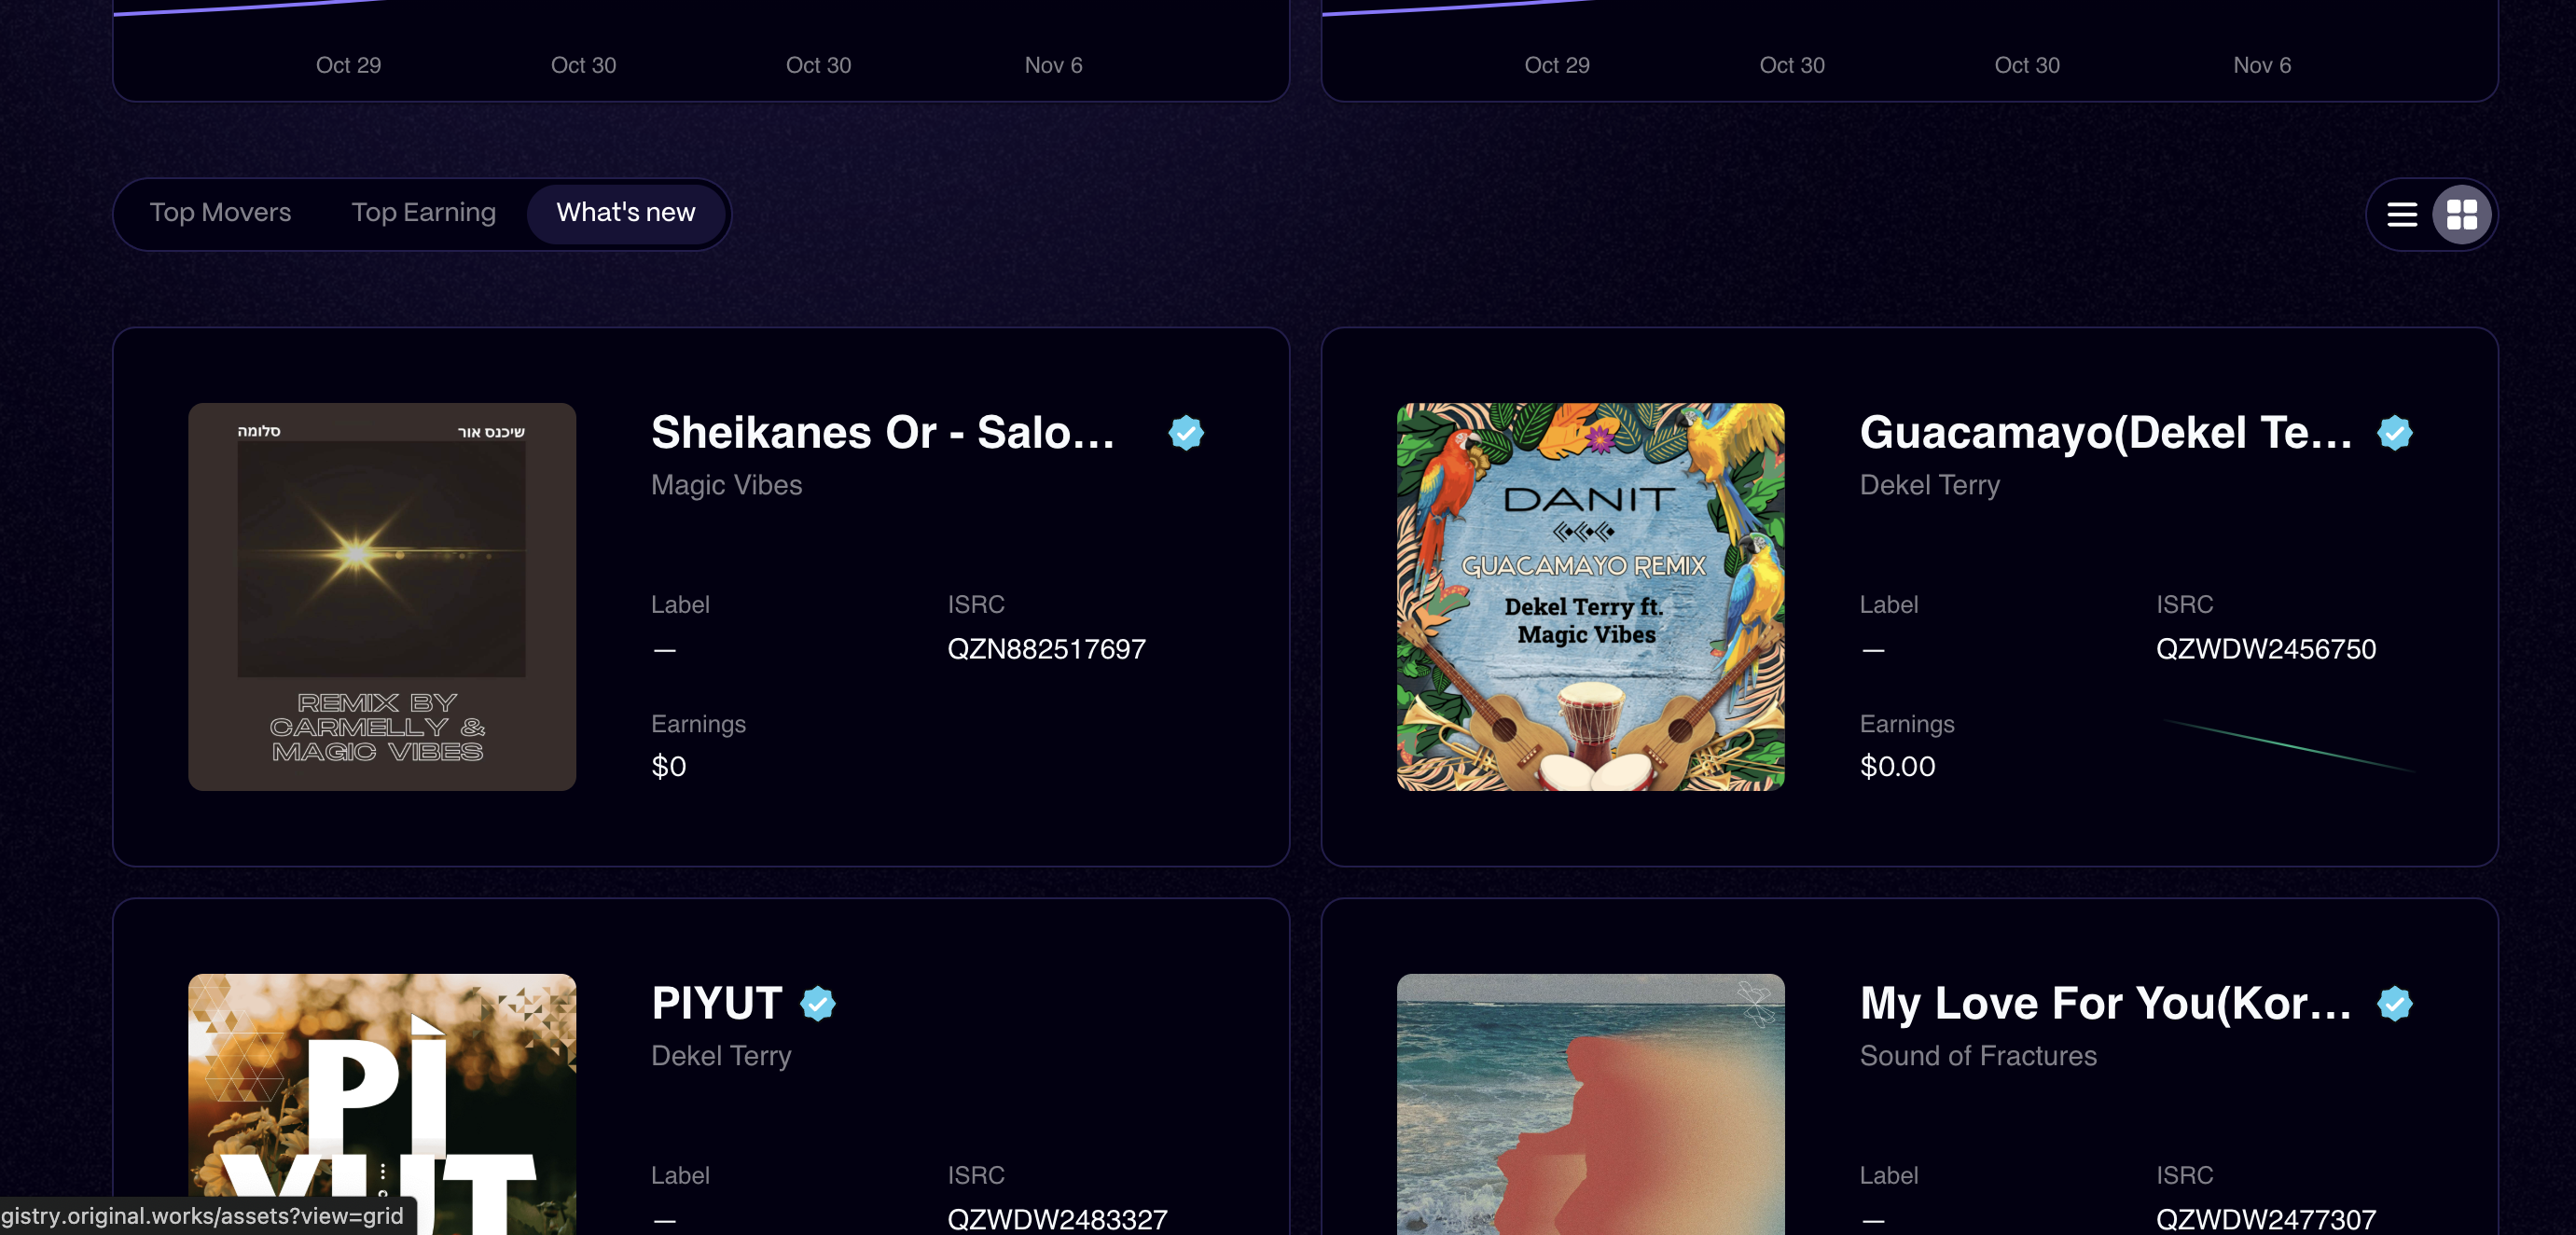 Oct 29
Oct 30
Oct 30
Nov 6
Oct 29
Oct 30
Oct 30
Nov 6
Top Movers
Top Earning
What's new
סלומה
שיכנס אור
REMIX BY
CARMELLY &
MAGIC VIBES
Sheikanes Or - Salo...
Magic Vibes
Label
—
ISRC
QZN882517697
Earnings
$0
DANIT
GUACAMAYO REMIX
Dekel Terry ft.
Magic Vibes
Guacamayo(Dekel Te...
Dekel Terry
Label
—
ISRC
QZWDW2456750
Earnings
$0.00
Pi
YUT
PIYUT
Dekel Terry
Label
—
ISRC
QZWDW2483327
My Love For You(Kor...
Sound of Fractures
Label
—
ISRC
QZWDW2477307
gistry.original.works/assets?view=grid